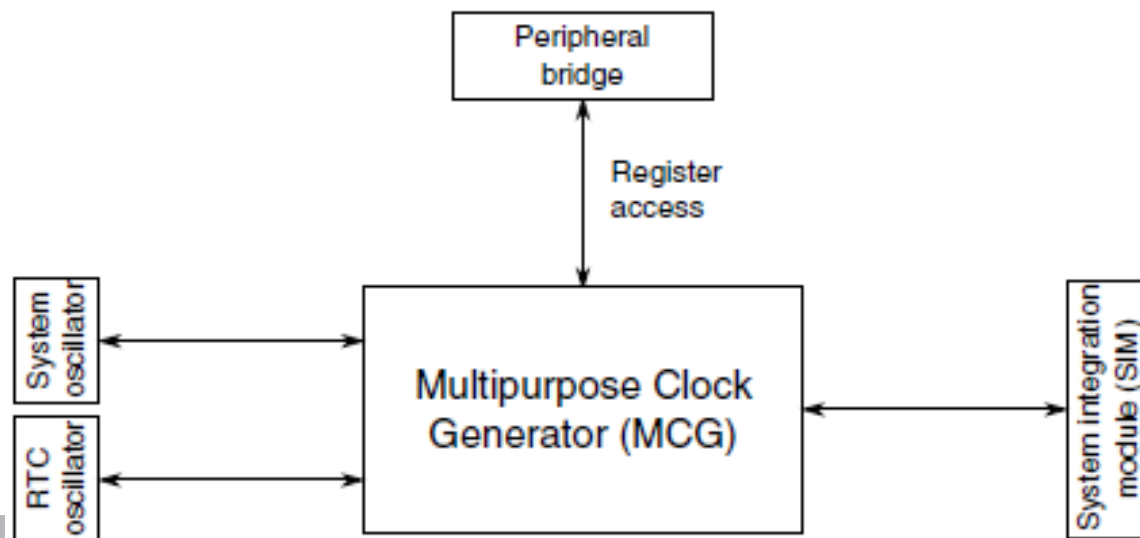 Peripheral
bridge
Register
access
System
oscillator
Multipurpose Clock
Generator (MCG)
RTC
oscillator
System integration
module (SIM)